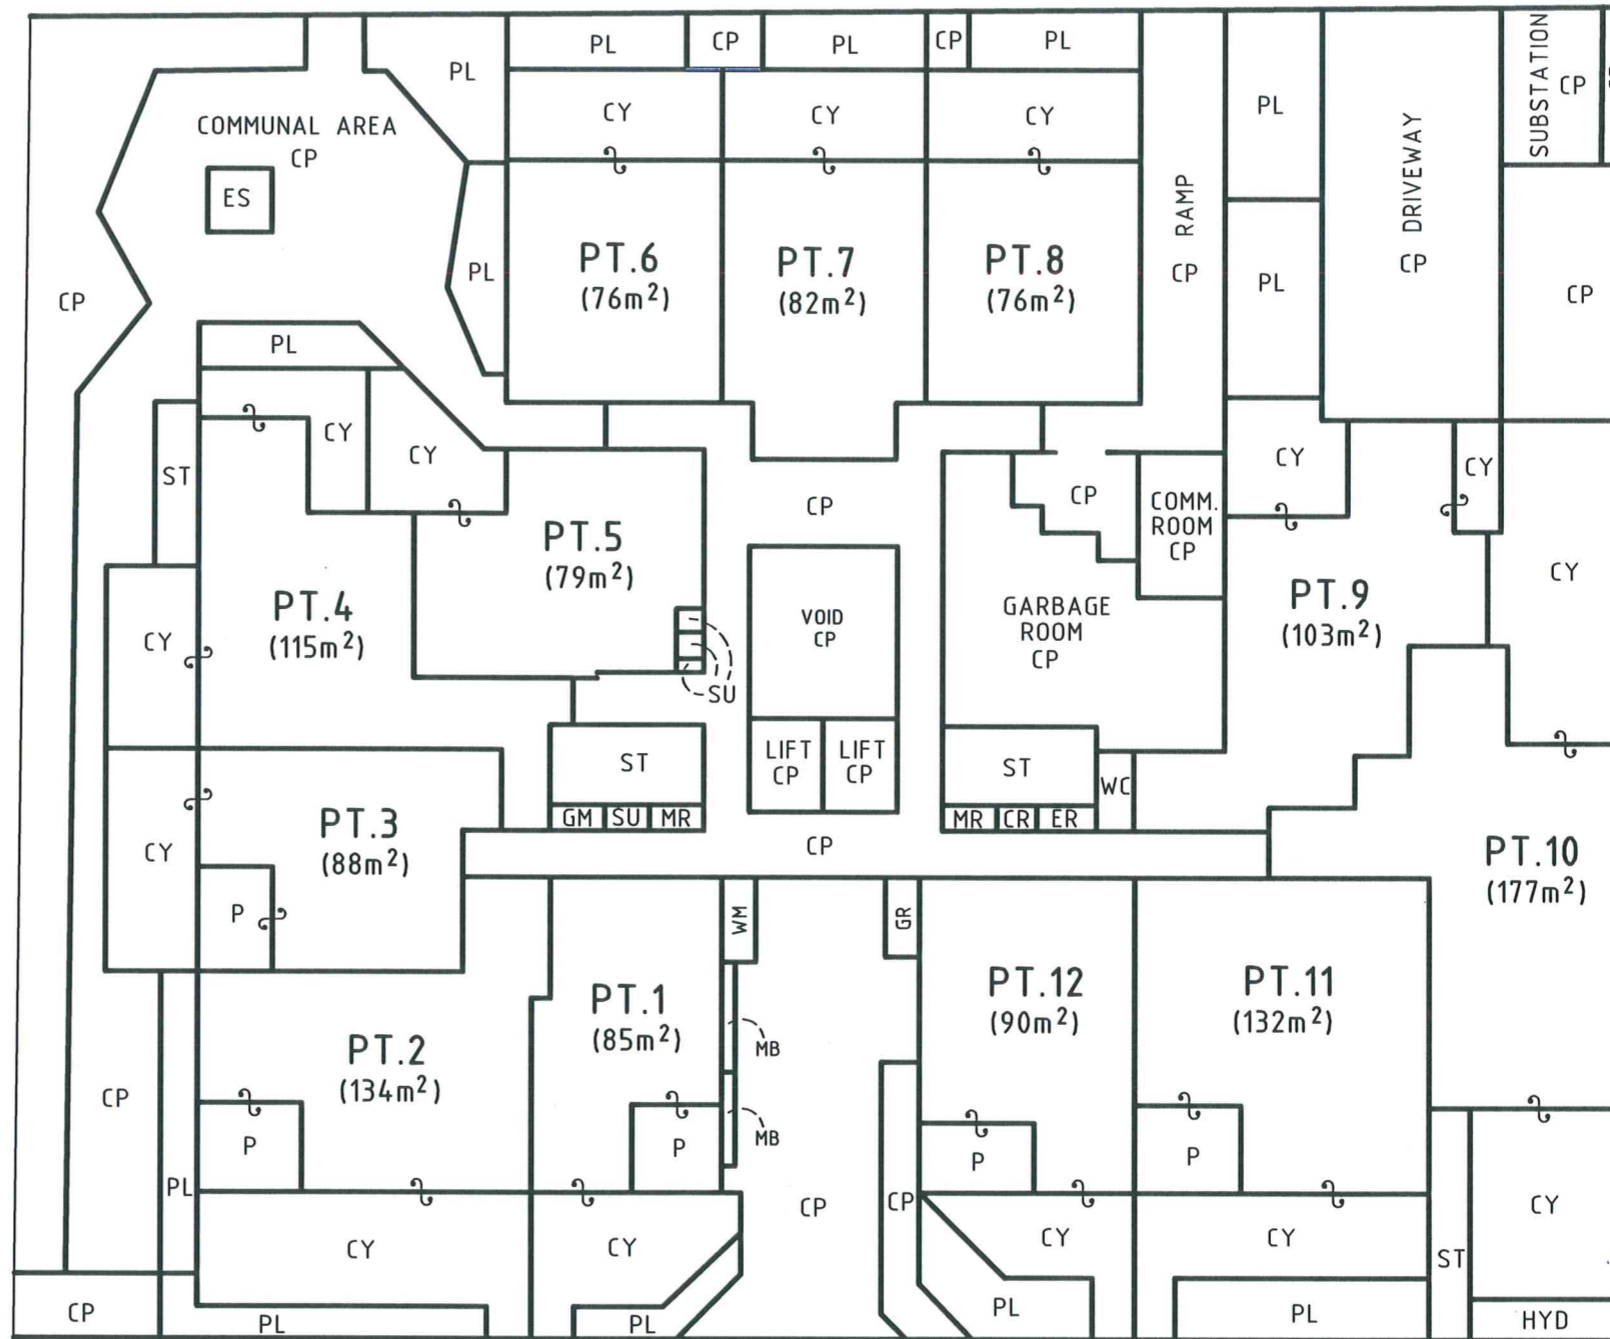 PL
CP
PL
CP
PL
SUBSTATION
CP
PL
COMMUNAL AREA
CP
CY
CY
CY
PL
CP DRIVEWAY
ES
RAMP
CP
PL
CP
PL
CP
PT.6
(76m²)
PT.7
(82m²)
PT.8
(76m²)
PL
CY
CY
ST
CY
CY
CP
CP
COMM.
ROOM
CP
PT.5
(79m²)
CY
PT.4
(115m²)
CY
VOID
CP
GARBAGE
ROOM
CP
PT.9
(103m²)
SU
ST
LIFT
CP
LIFT
CP
ST
WC
GM
SU
MR
MR
CR
ER
PT.3
(88m²)
CY
CP
PT.10
(177m²)
P
WM
GR
PT.1
(85m²)
PT.12
(90m²)
PT.11
(132m²)
PT.2
(134m²)
MB
MB
CP
P
P
P
P
PL
CP
CP
CY
CY
CY
CY
CY
ST
CP
PL
PL
PL
PL
HYD